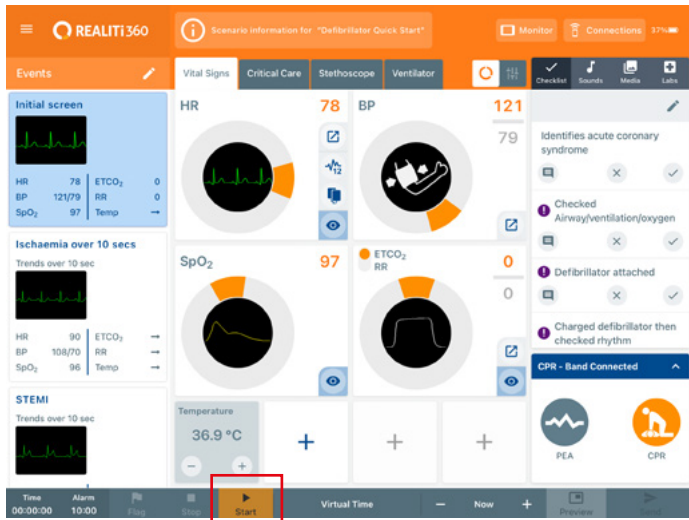 REALITi360
Scenario information for "Defibrillator Quick Start"
Monitor
Connections
37%
Events
Vital Signs
Critical Care
Stethoscope
Ventilator
Checklist
Sounds
Media
Labs
Initial screen
HR 78 ETCO₂ 0
BP 121/79 RR 0
SpO₂ 97 Temp →
Ischaemia over 10 secs
Trends over 10 sec
HR 90 ETCO₂ →
BP 108/70 RR →
SpO₂ 96 Temp →
STEMI
Trends over 10 sec
HR 78
12
BP 121
79
SpO₂ 97
ETCO₂ 0
RR 0
Temperature
36.9 °C
− +
+
+
+
Identifies acute coronary
syndrome
Checked
Airway/ventilation/oxygen
Defibrillator attached
Charged defibrillator then
checked rhythm
CPR - Band Connected
PEA
CPR
Time
00:00:00
Alarm
10:00
Flag
Stop
Start
Virtual Time
− Now +
Preview
Send